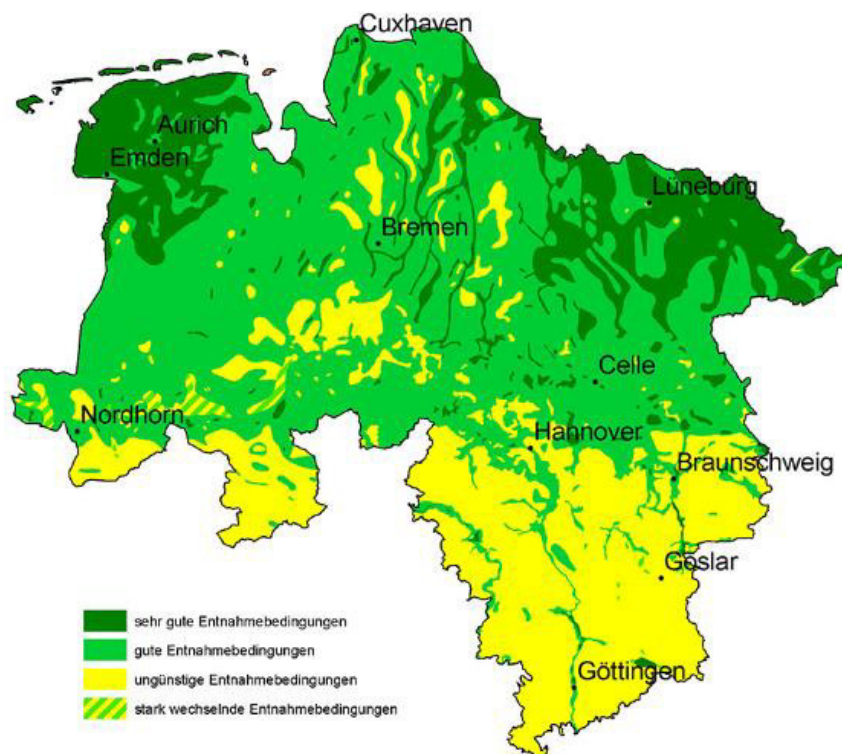 Cuxhaven
Aurich
Emden
Lüneburg
Bremen
Celle
Nordhorn
Hannover
Braunschweig
Goslar
Göttingen
sehr gute Entnahmebedingungen
gute Entnahmebedingungen
ungünstige Entnahmebedingungen
stark wechselnde Entnahmebedingungen